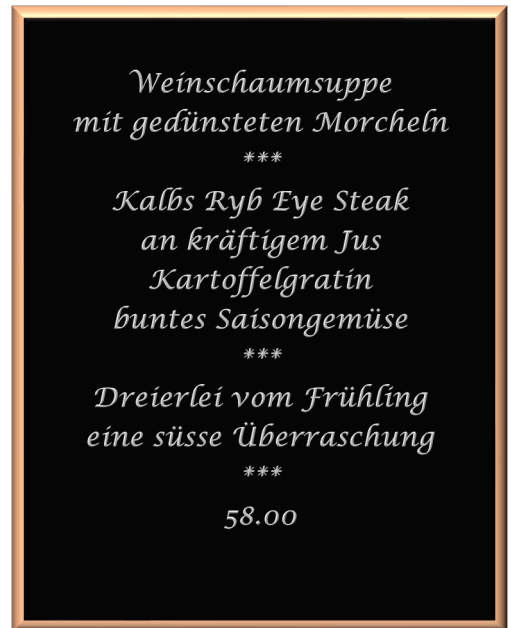 Weinschaumsuppe
mit gedünsteten Morcheln
***
Kalbs Ryb Eye Steak
an kräftigem Jus
Kartoffelgratin
buntes Saisongemüse
***
Dreierlei vom Frühling
eine süsse Überraschung
***
58.00